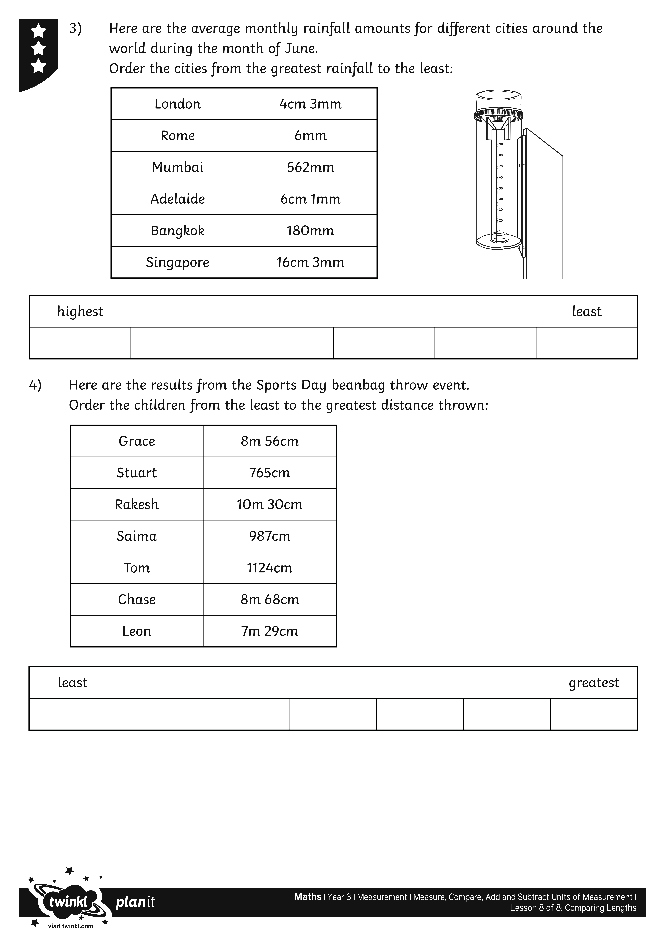 3) Here are the average monthly rainfall amounts for different cities around the
world during the month of June.
Order the cities from the greatest rainfall to the least:
London 4cm 3mm
Rome 6mm
Mumbai 562mm
Adelaide 6cm 1mm
Bangkok 180mm
Singapore 16cm 3mm
highest least
4) Here are the results from the Sports Day beanbag throw event.
Order the children from the least to the greatest distance thrown:
Grace 8m 56cm
Stuart 765cm
Rakesh 10m 30cm
Saima 987cm
Tom 1124cm
Chase 8m 68cm
Leon 7m 29cm
least greatest
twinkl planit
visit twinkl.com
Maths | Year 3 | Measurement | Measure, Compare, Add and Subtract Units of Measurement |
Lesson 8 of 8: Comparing Lengths